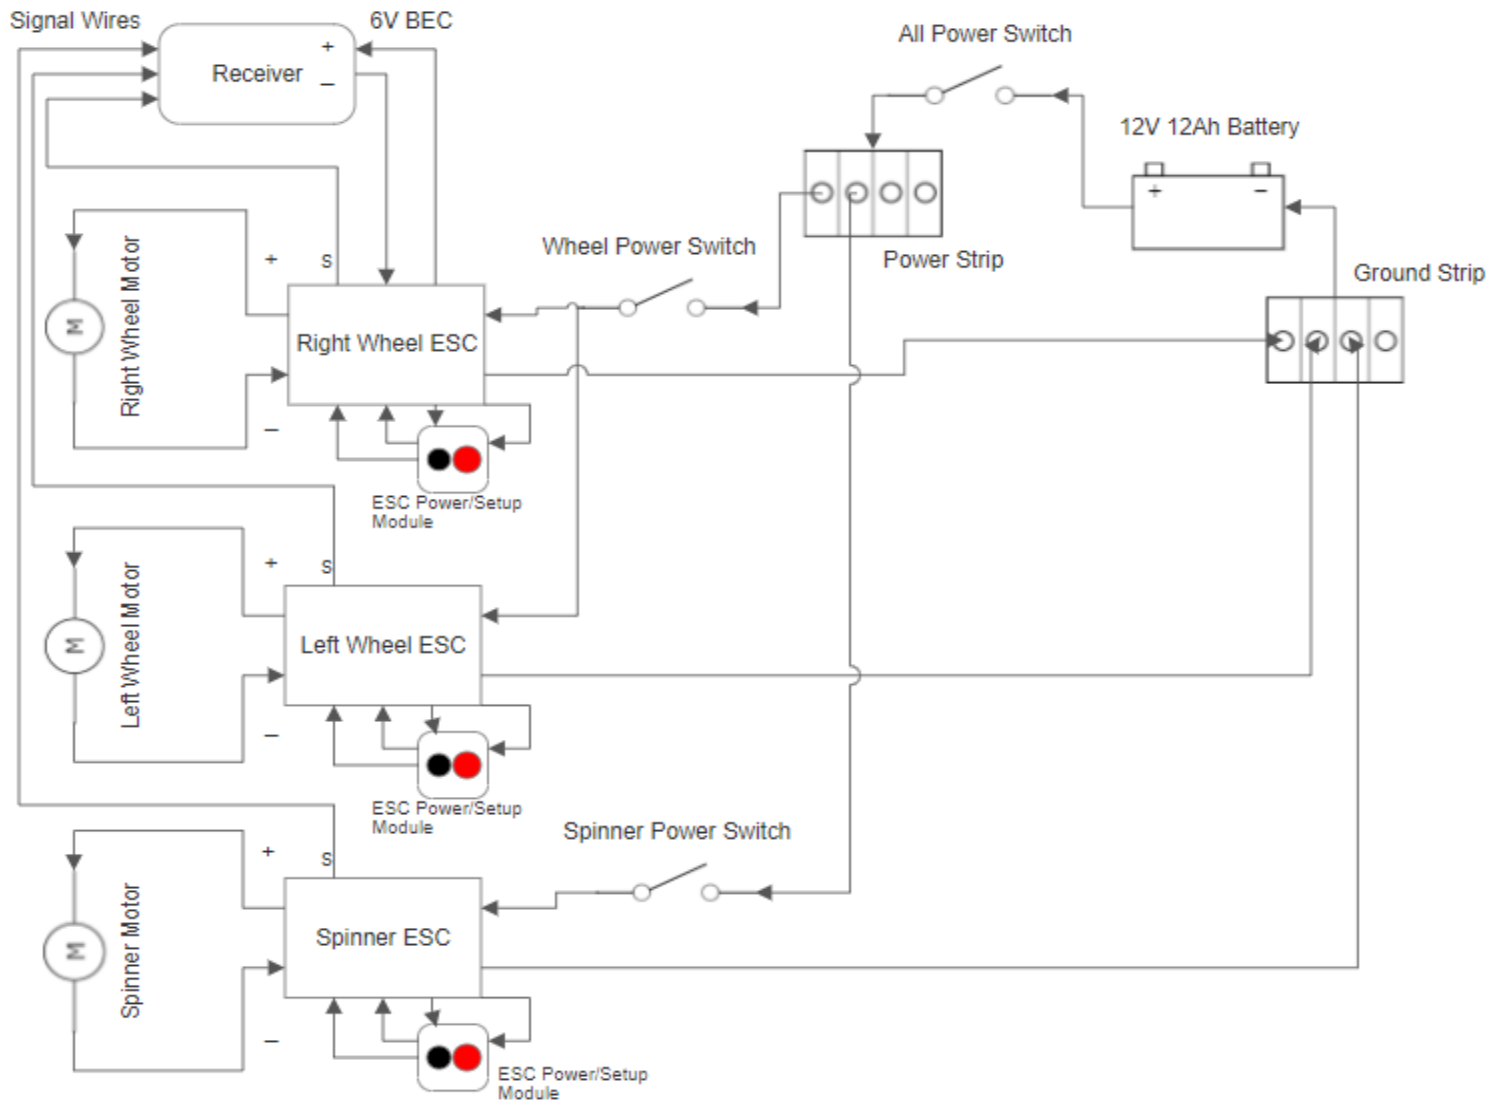 Signal Wires
6V BEC
All Power Switch
+
Receiver
−
12V 12Ah Battery
+
−
Wheel Power Switch
Power Strip
Ground Strip
Right Wheel Motor
M
+
S
Right Wheel ESC
−
ESC Power/Setup
Module
Left Wheel Motor
M
+
S
Left Wheel ESC
−
ESC Power/Setup
Module
Spinner Power Switch
Spinner Motor
M
+
S
Spinner ESC
−
ESC Power/Setup
Module